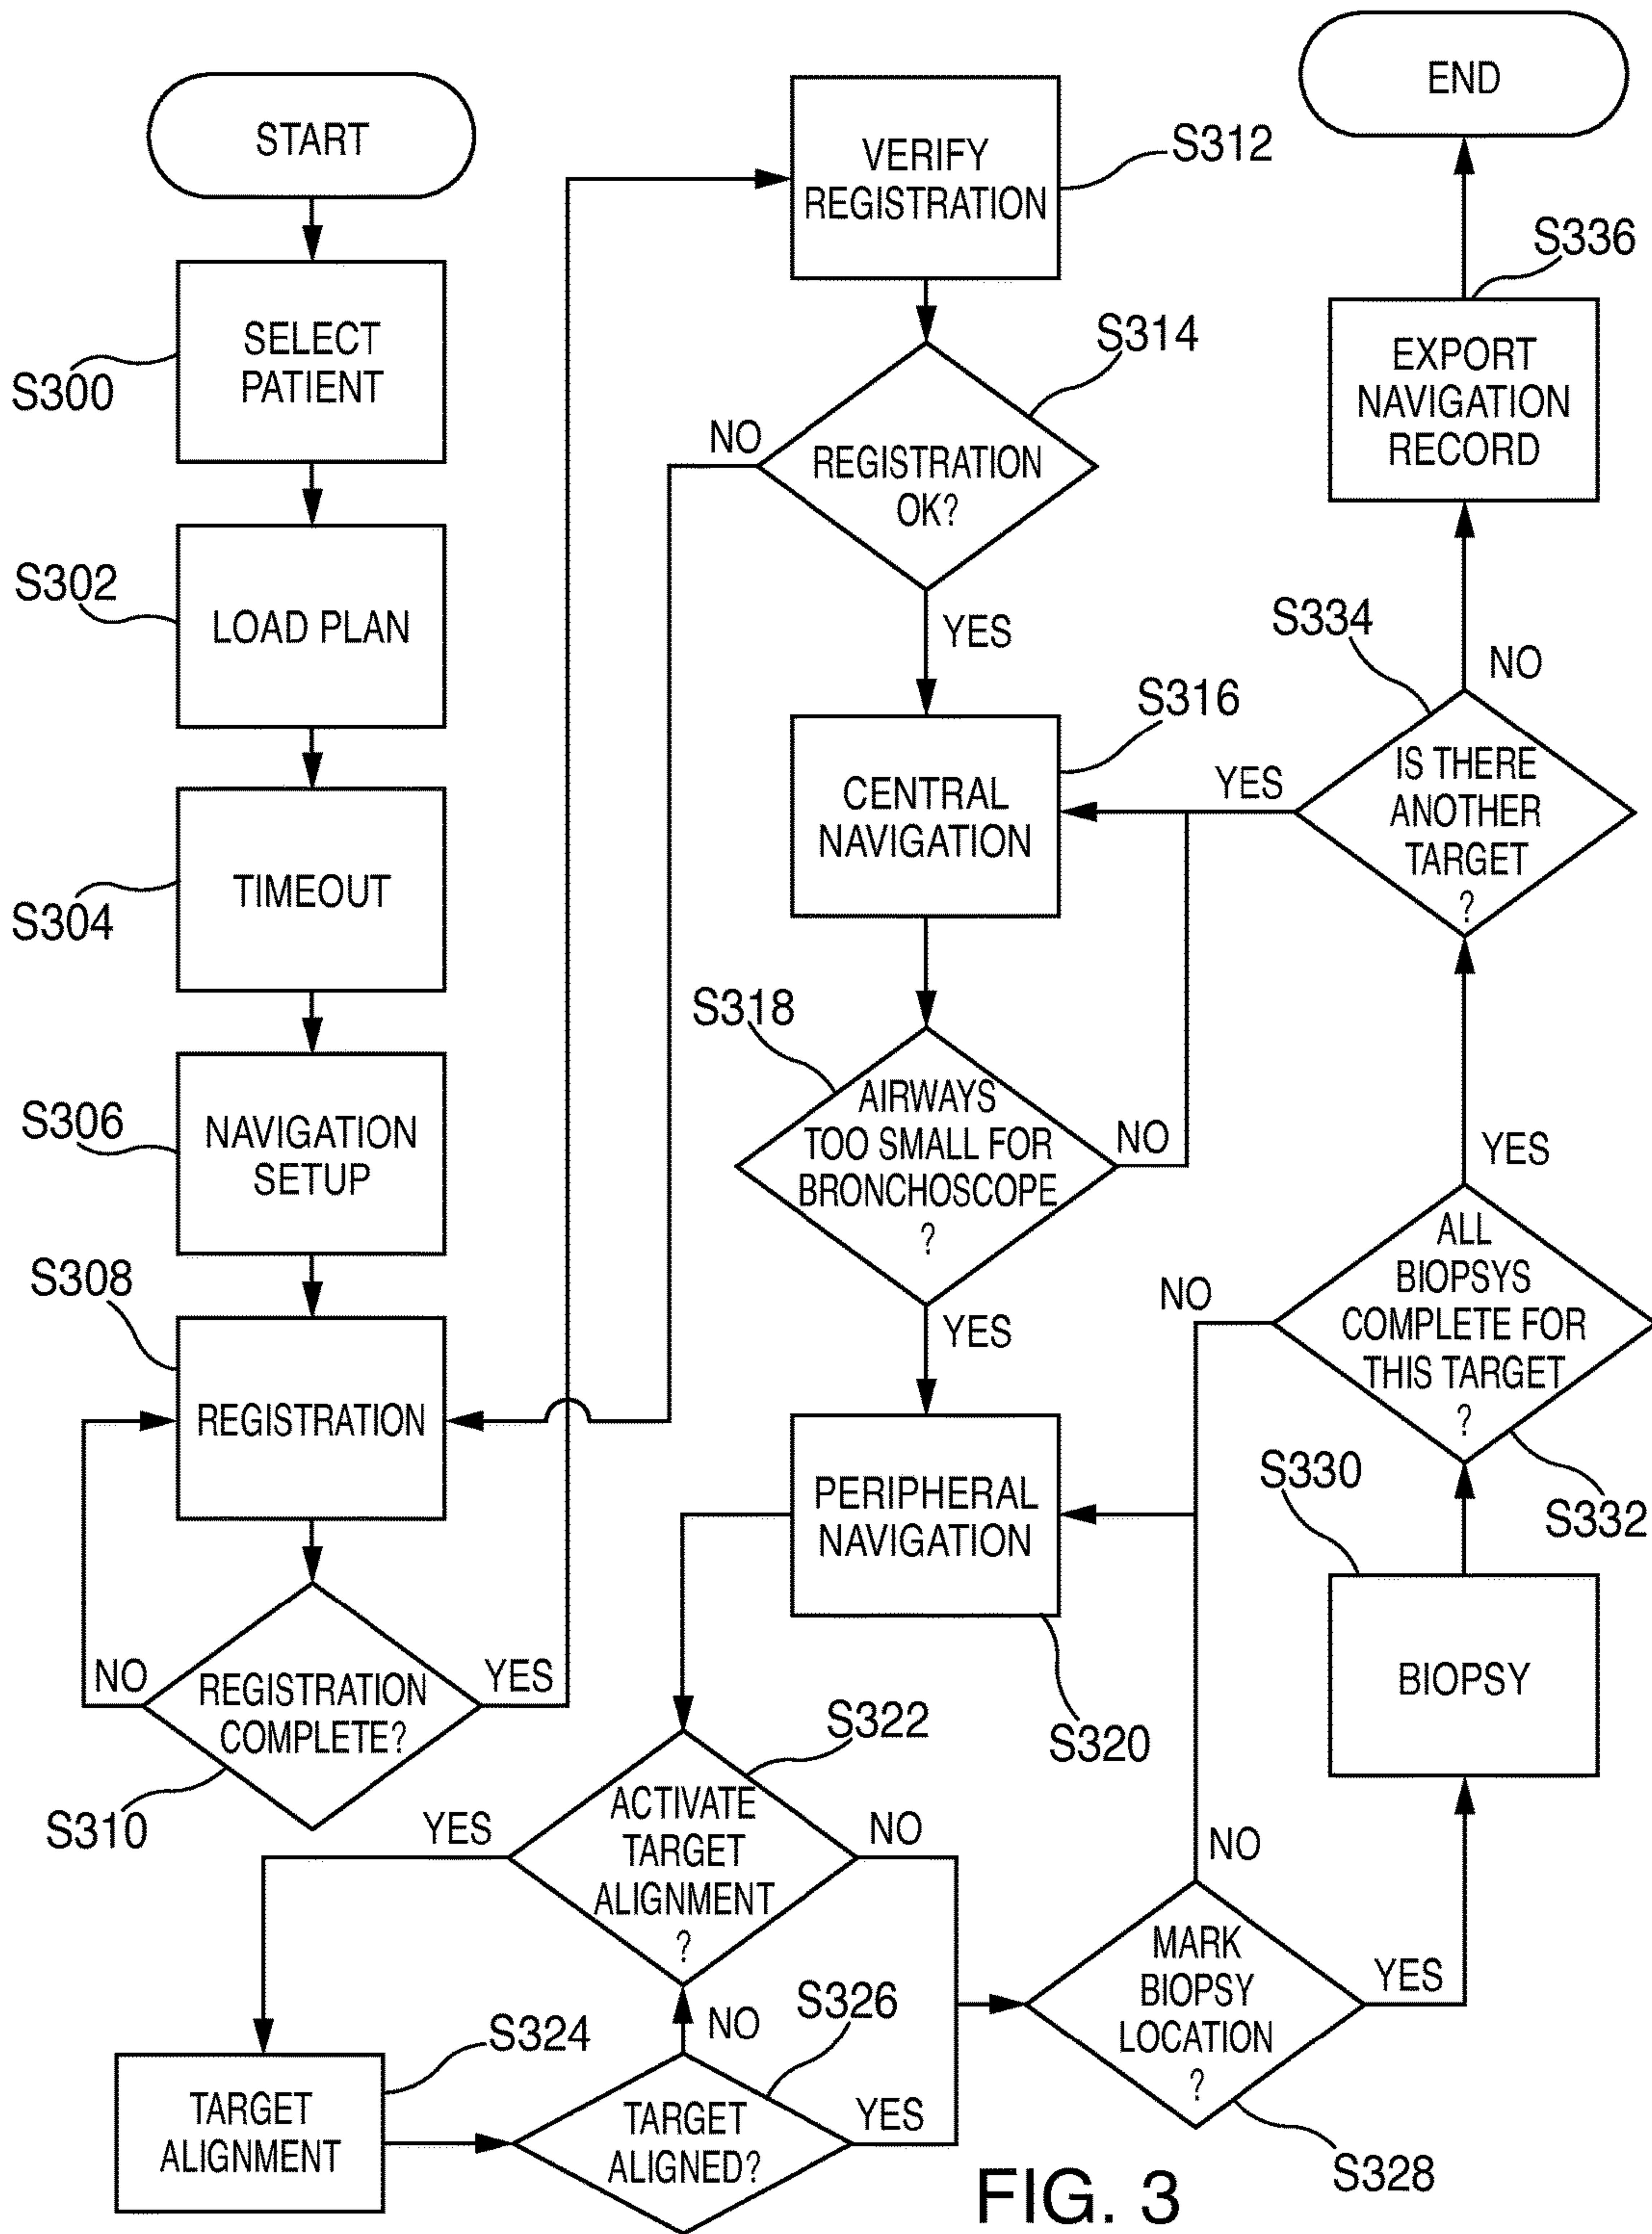 START
SELECT
PATIENT
S300
LOAD PLAN
S302
TIMEOUT
S304
NAVIGATION
SETUP
S306
REGISTRATION
S308
REGISTRATION
COMPLETE?
NO
YES
S310
VERIFY
REGISTRATION
S312
REGISTRATION
OK?
S314
NO
YES
CENTRAL
NAVIGATION
S316
AIRWAYS
TOO SMALL FOR
BRONCHOSCOPE
?
S318
NO
YES
PERIPHERAL
NAVIGATION
S320
ACTIVATE
TARGET
ALIGNMENT
?
S322
YES
NO
TARGET
ALIGNMENT
S324
TARGET
ALIGNED?
S326
NO
YES
MARK
BIOPSY
LOCATION
?
S328
NO
YES
BIOPSY
S330
ALL
BIOPSYS
COMPLETE FOR
THIS TARGET
?
S332
NO
YES
IS THERE
ANOTHER
TARGET
?
S334
YES
NO
EXPORT
NAVIGATION
RECORD
S336
END
FIG. 3